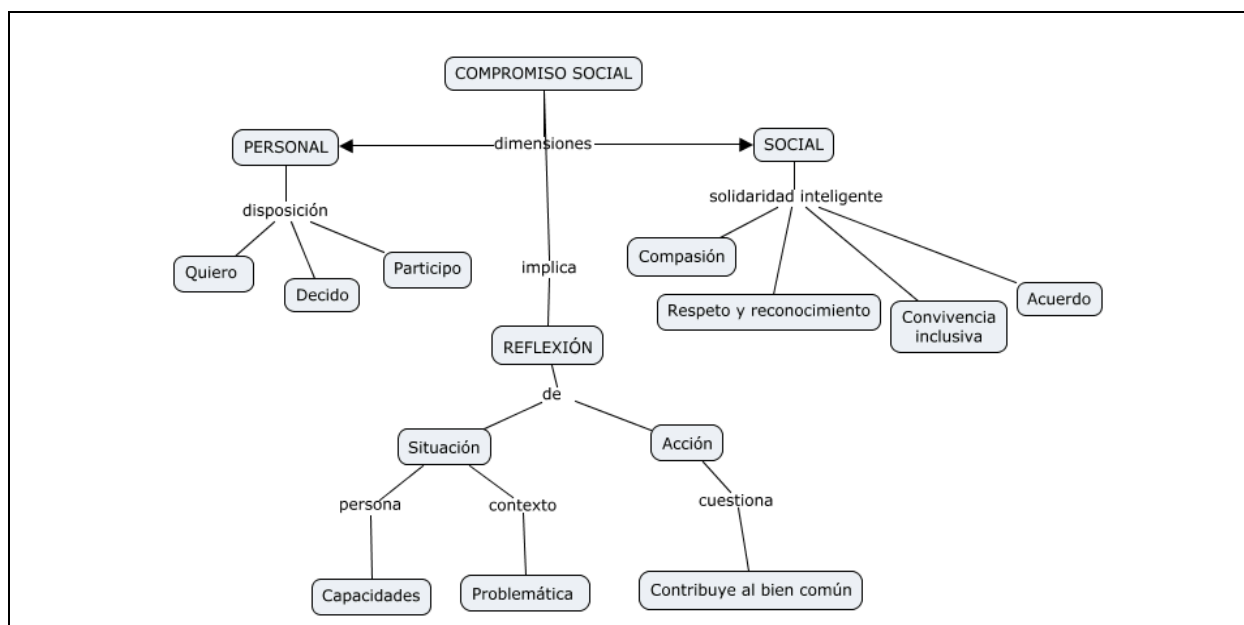 COMPROMISO SOCIAL
dimensiones
PERSONAL
SOCIAL
disposición
solidaridad inteligente
Quiero
Decido
Participo
Compasión
Respeto y reconocimiento
Convivencia
inclusiva
Acuerdo
implica
REFLEXIÓN
de
Situación
Acción
persona
contexto
cuestiona
Capacidades
Problemática
Contribuye al bien común